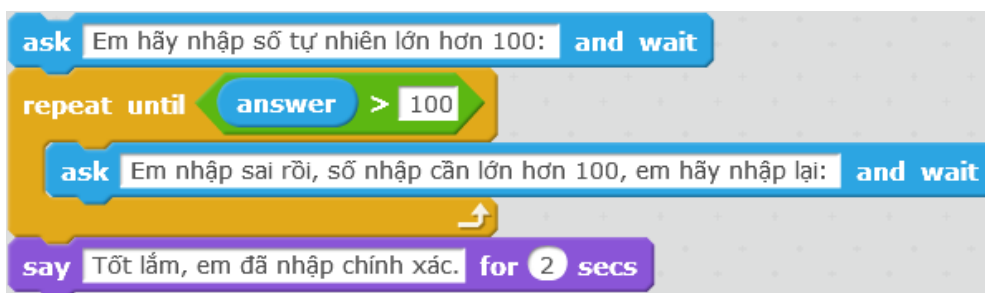 ask Em hãy nhập số tự nhiên lớn hơn 100: and wait
repeat until answer > 100
ask Em nhập sai rồi, số nhập cần lớn hơn 100, em hãy nhập lại: and wait
say Tốt lắm, em đã nhập chính xác. for 2 secs